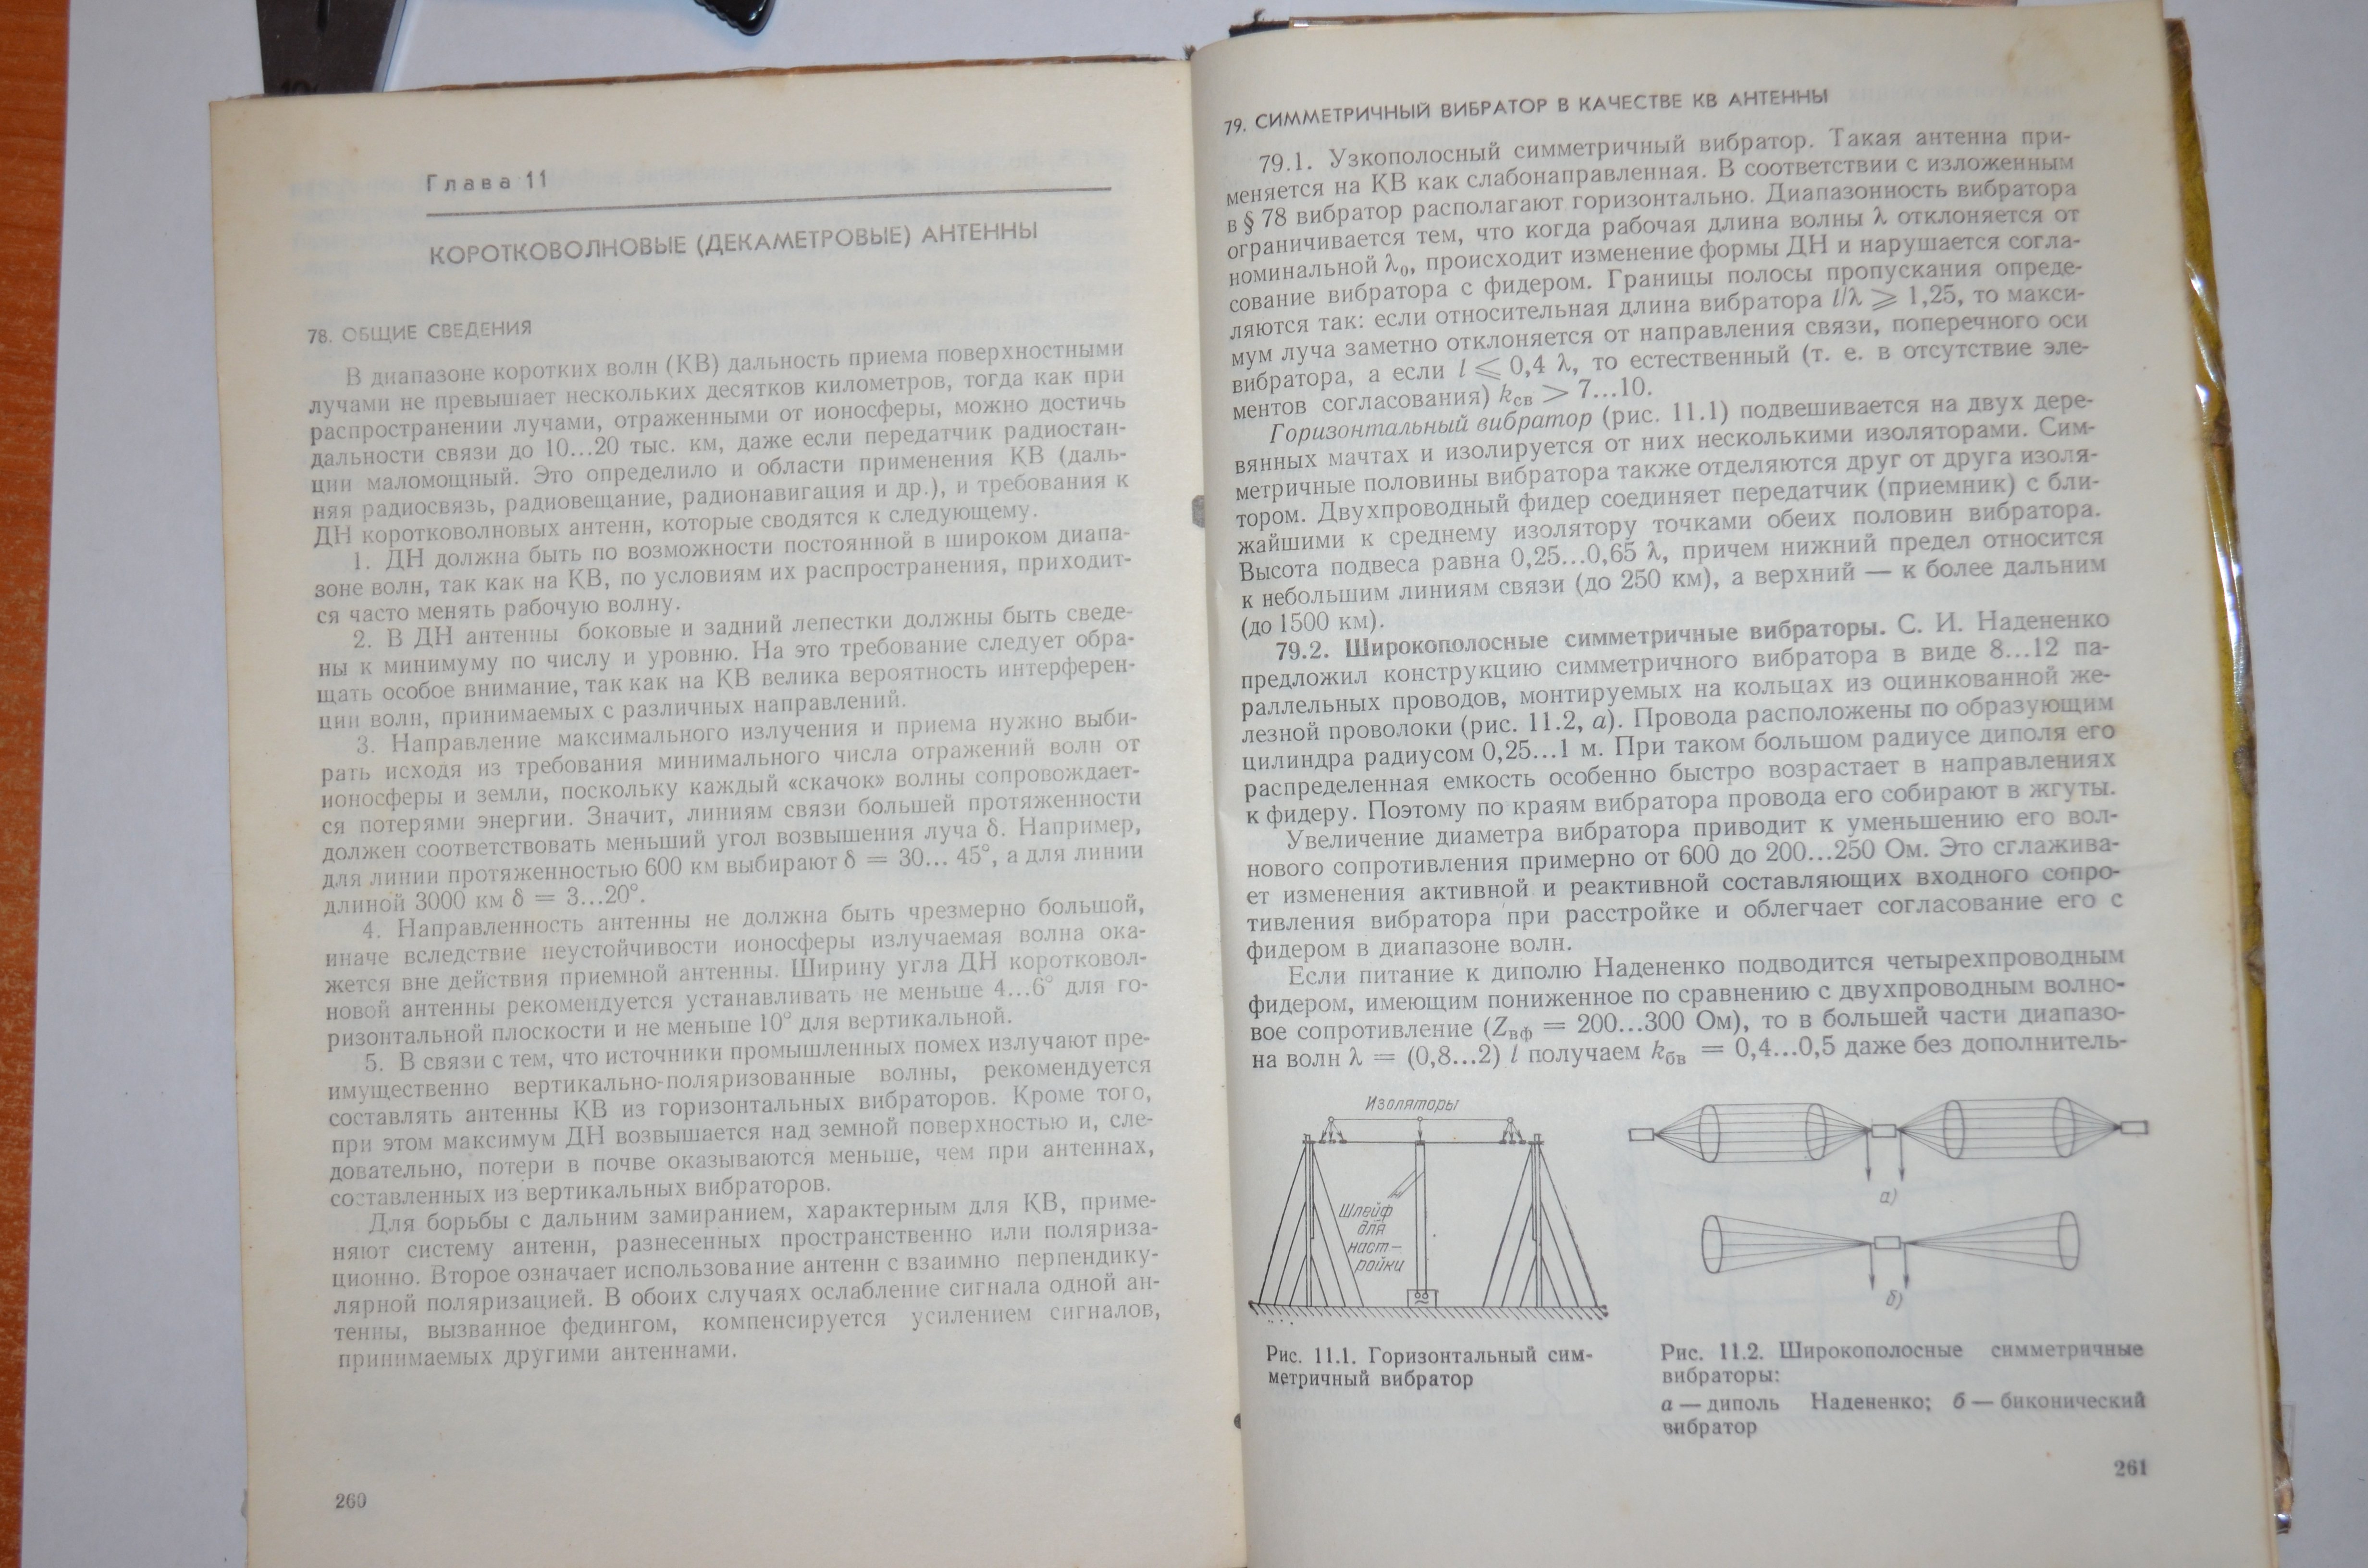 Глава 11
КОРОТКОВОЛНОВЫЕ (ДЕКАМЕТРОВЫЕ) АНТЕННЫ
78. ОБЩИЕ СВЕДЕНИЯ
В диапазоне коротких волн (КВ) дальность приема поверхностными
лучами не превышает нескольких десятков километров, тогда как при
распространении лучами, отраженными от ионосферы, можно достичь
дальности связи до 10...20 тыс. км, даже если передатчик радиостан-
ции маломощный. Это определило и области применения КВ (даль-
няя радиосвязь, радиовещание, радионавигация и др.), и требования к
ДН коротковолновых антенн, которые сводятся к следующему.
1. ДН должна быть по возможности постоянной в широком диапа-
зоне волн, так как на КВ, по условиям их распространения, приходит-
ся часто менять рабочую волну.
2. В ДН антенны боковые и задний лепестки должны быть сведе-
ны к минимуму по числу и уровню. На это требование следует обра-
щать особое внимание, так как на КВ велика вероятность интерферен-
ции волн, принимаемых с различных направлений.
3. Направление максимального излучения и приема нужно выби-
рать исходя из требования минимального числа отражений волн от
ионосферы и земли, поскольку каждый «скачок» волны сопровождает-
ся потерями энергии. Значит, линиям связи большей протяженности
должен соответствовать меньший угол возвышения луча δ. Например,
для линии протяженностью 600 км выбирают δ = 30... 45°, а для линии
длиной 3000 км δ = 3...20°.
4. Направленность антенны не должна быть чрезмерно большой,
иначе вследствие неустойчивости ионосферы излучаемая волна ока-
жется вне действия приемной антенны. Ширину угла ДН коротковол-
новой антенны рекомендуется устанавливать не меньше 4...6° для го-
ризонтальной плоскости и не меньше 10° для вертикальной.
5. В связи с тем, что источники промышленных помех излучают пре-
имущественно вертикально-поляризованные волны, рекомендуется
составлять антенны КВ из горизонтальных вибраторов. Кроме того,
при этом максимум ДН возвышается над земной поверхностью и, сле-
довательно, потери в почве оказываются меньше, чем при антеннах,
составленных из вертикальных вибраторов.
Для борьбы с дальним замиранием, характерным для КВ, приме-
няют систему антенн, разнесенных пространственно или поляриза-
ционно. Второе означает использование антенн с взаимно перпендику-
лярной поляризацией. В обоих случаях ослабление сигнала одной ан-
тенны, вызванное федингом, компенсируется усилением сигналов,
принимаемых другими антеннами.
260
79. СИММЕТРИЧНЫЙ ВИБРАТОР В КАЧЕСТВЕ КВ АНТЕННЫ
79.1. Узкополосный симметричный вибратор. Такая антенна при-
меняется на КВ как слабонаправленная. В соответствии с изложенным
в § 78 вибратор располагают горизонтально. Диапазонность вибратора
ограничивается тем, что когда рабочая длина волны λ отклоняется от
номинальной λ₀, происходит изменение формы ДН и нарушается согла-
сование вибратора с фидером. Границы полосы пропускания опреде-
ляются так: если относительная длина вибратора l/λ ⩾ 1,25, то макси-
мум луча заметно отклоняется от направления связи, поперечного оси
вибратора, а если l ⩽ 0,4 λ, то естественный (т. е. в отсутствие эле-
ментов согласования) kсв > 7...10.
Горизонтальный вибратор (рис. 11.1) подвешивается на двух дере-
вянных мачтах и изолируется от них несколькими изоляторами. Сим-
метричные половины вибратора также отделяются друг от друга изоля-
тором. Двухпроводный фидер соединяет передатчик (приемник) с бли-
жайшими к среднему изолятору точками обеих половин вибратора.
Высота подвеса равна 0,25...0,65 λ, причем нижний предел относится
к небольшим линиям связи (до 250 км), а верхний — к более дальним
(до 1500 км).
79.2. Широкополосные симметричные вибраторы. С. И. Надененко
предложил конструкцию симметричного вибратора в виде 8...12 па-
раллельных проводов, монтируемых на кольцах из оцинкованной же-
лезной проволоки (рис. 11.2, а). Провода расположены по образующим
цилиндра радиусом 0,25...1 м. При таком большом радиусе диполя его
распределенная емкость особенно быстро возрастает в направлениях
к фидеру. Поэтому по краям вибратора провода его собирают в жгуты.
Увеличение диаметра вибратора приводит к уменьшению его вол-
нового сопротивления примерно от 600 до 200...250 Ом. Это сглажива-
ет изменения активной и реактивной составляющих входного сопро-
тивления вибратора при расстройке и облегчает согласование его с
фидером в диапазоне волн.
Если питание к диполю Надененко подводится четырехпроводным
фидером, имеющим пониженное по сравнению с двухпроводным волно-
вое сопротивление (Zвф = 200...300 Ом), то в большей части диапазо-
на волн λ = (0,8...2) l получаем kбв = 0,4...0,5 даже без дополнитель-
Изоляторы
Шлейф
для
наст-
ройки
а)
б)
Рис. 11.1. Горизонтальный сим-
метричный вибратор
Рис. 11.2. Широкополосные симметричные
вибраторы:
а — диполь Надененко; б — биконический
вибратор
261